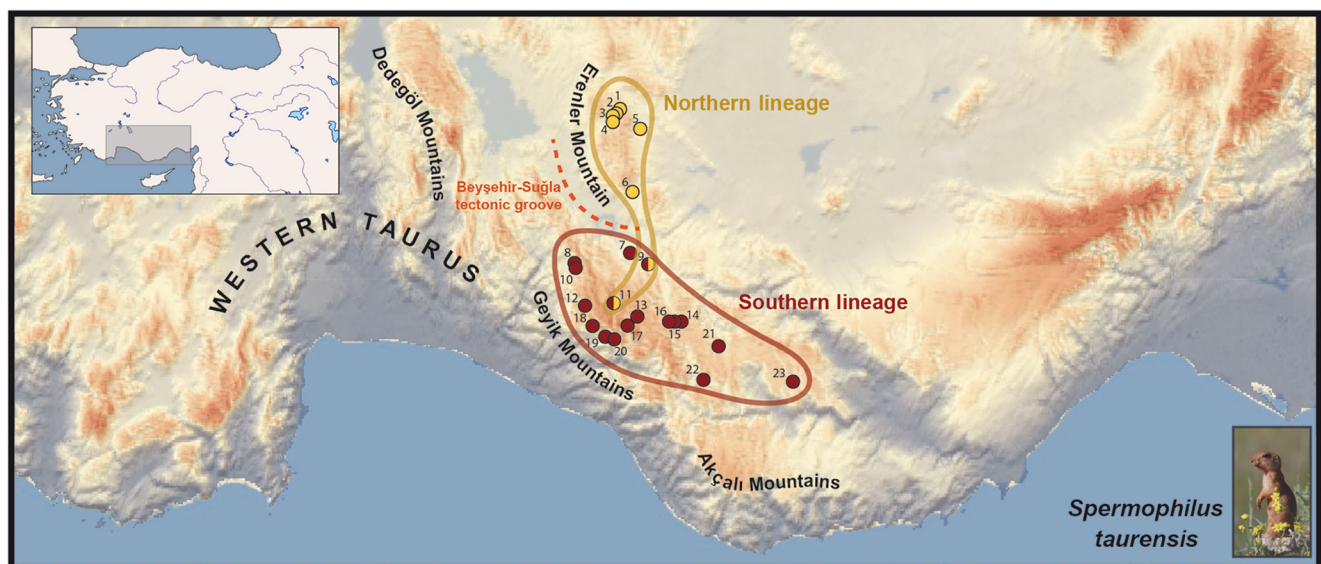 Dedegöl Mountains
Erenler Mountain
Northern lineage
1
2
3
4
5
6
Beyşehir-Suğla
tectonic groove
WESTERN TAURUS
7
8
9
10
11
12
13
14
15
16
17
18
19
20
21
22
23
Southern lineage
Geyik Mountains
Akçalı Mountains
Spermophilus
taurensis